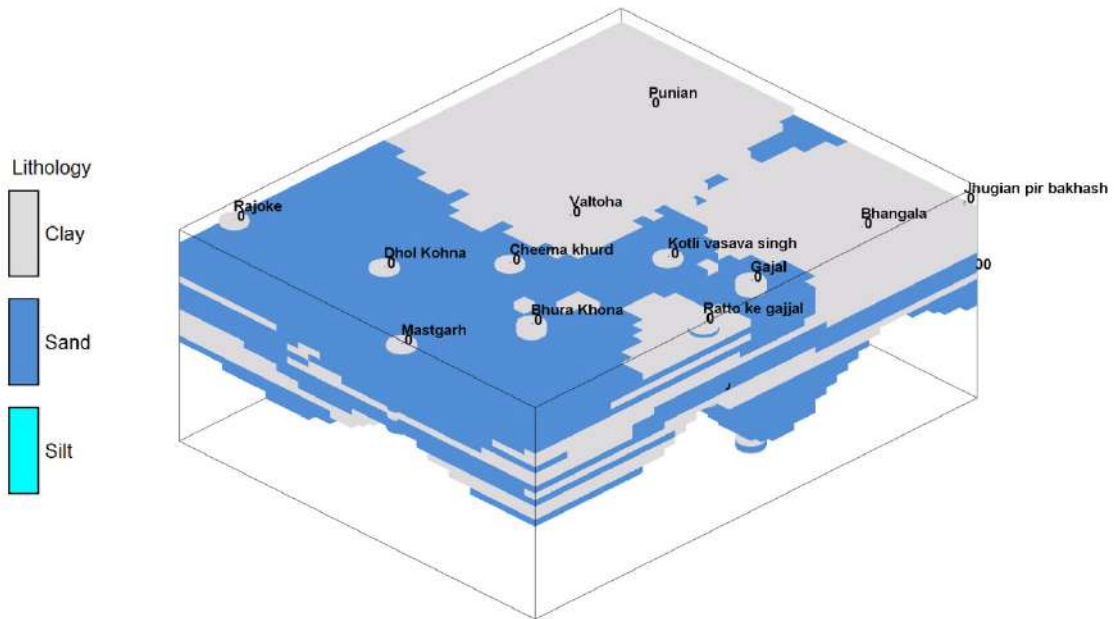 Lithology
Clay
Sand
Silt
Punian
0
Jhugian pir bakhash
0
Rajoke
0
Valtoha
0
Bhangala
0
Dhol Kohna
0
Cheema khurd
0
Kotli vasava singh
0
Gajal
0
00
Bhura Khona
0
Ratto ke gajjal
0
Mastgarh
0